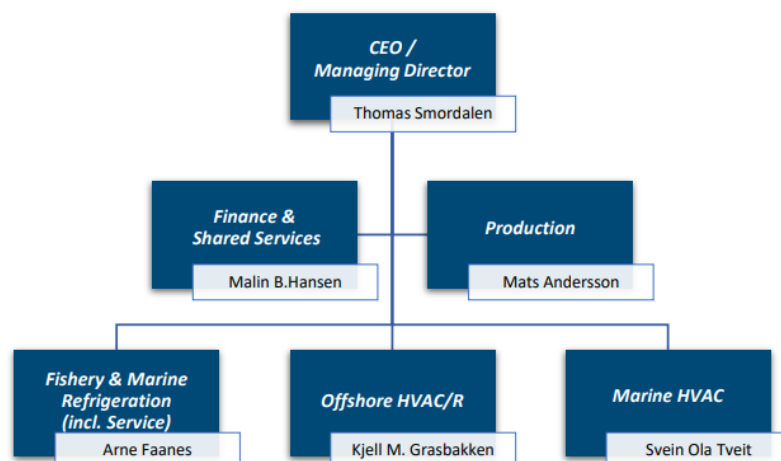 CEO /
Managing Director
Thomas Smordalen
Finance &
Shared Services
Malin B.Hansen
Production
Mats Andersson
Fishery & Marine
Refrigeration
(incl. Service)
Arne Faanes
Offshore HVAC/R
Kjell M. Grasbakken
Marine HVAC
Svein Ola Tveit